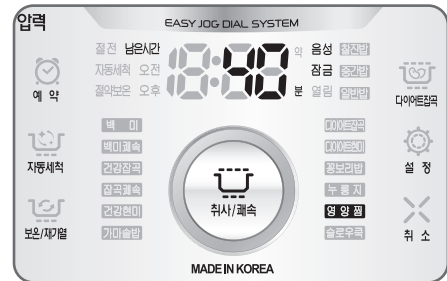 압력
EASY JOG DIAL SYSTEM
절전 남은시간 18:40 약 음성 찰진밥
자동세척 오전 잠금 중간밥
절약보온 오후 분 열림 일반밥
예 약
다이어트잡곡
백 미
다이어트잡곡
백미쾌속
다이어트현미
자동세척
건강잡곡
꽁보리밥
설 정
잡곡쾌속
누 룽 지
취사/쾌속
건강현미
영 양 찜
보온/재가열
가마솥밥
슬로우쿡
취 소
MADE IN KOREA